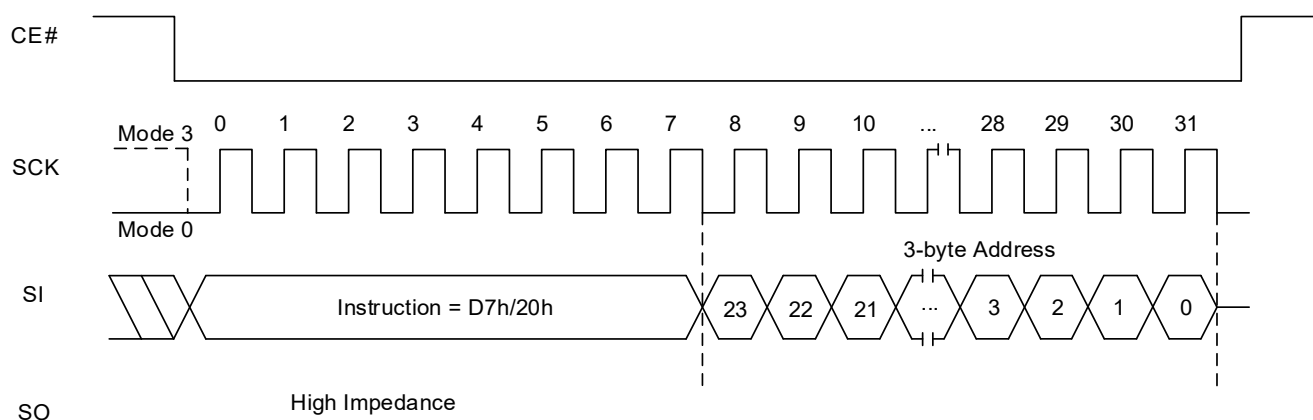 CE#
0 1 2 3 4 5 6 7 8 9 10 ... 28 29 30 31
Mode 3
SCK
Mode 0
3-byte Address
SI
Instruction = D7h/20h
23 22 21 ... 3 2 1 0
High Impedance
SO